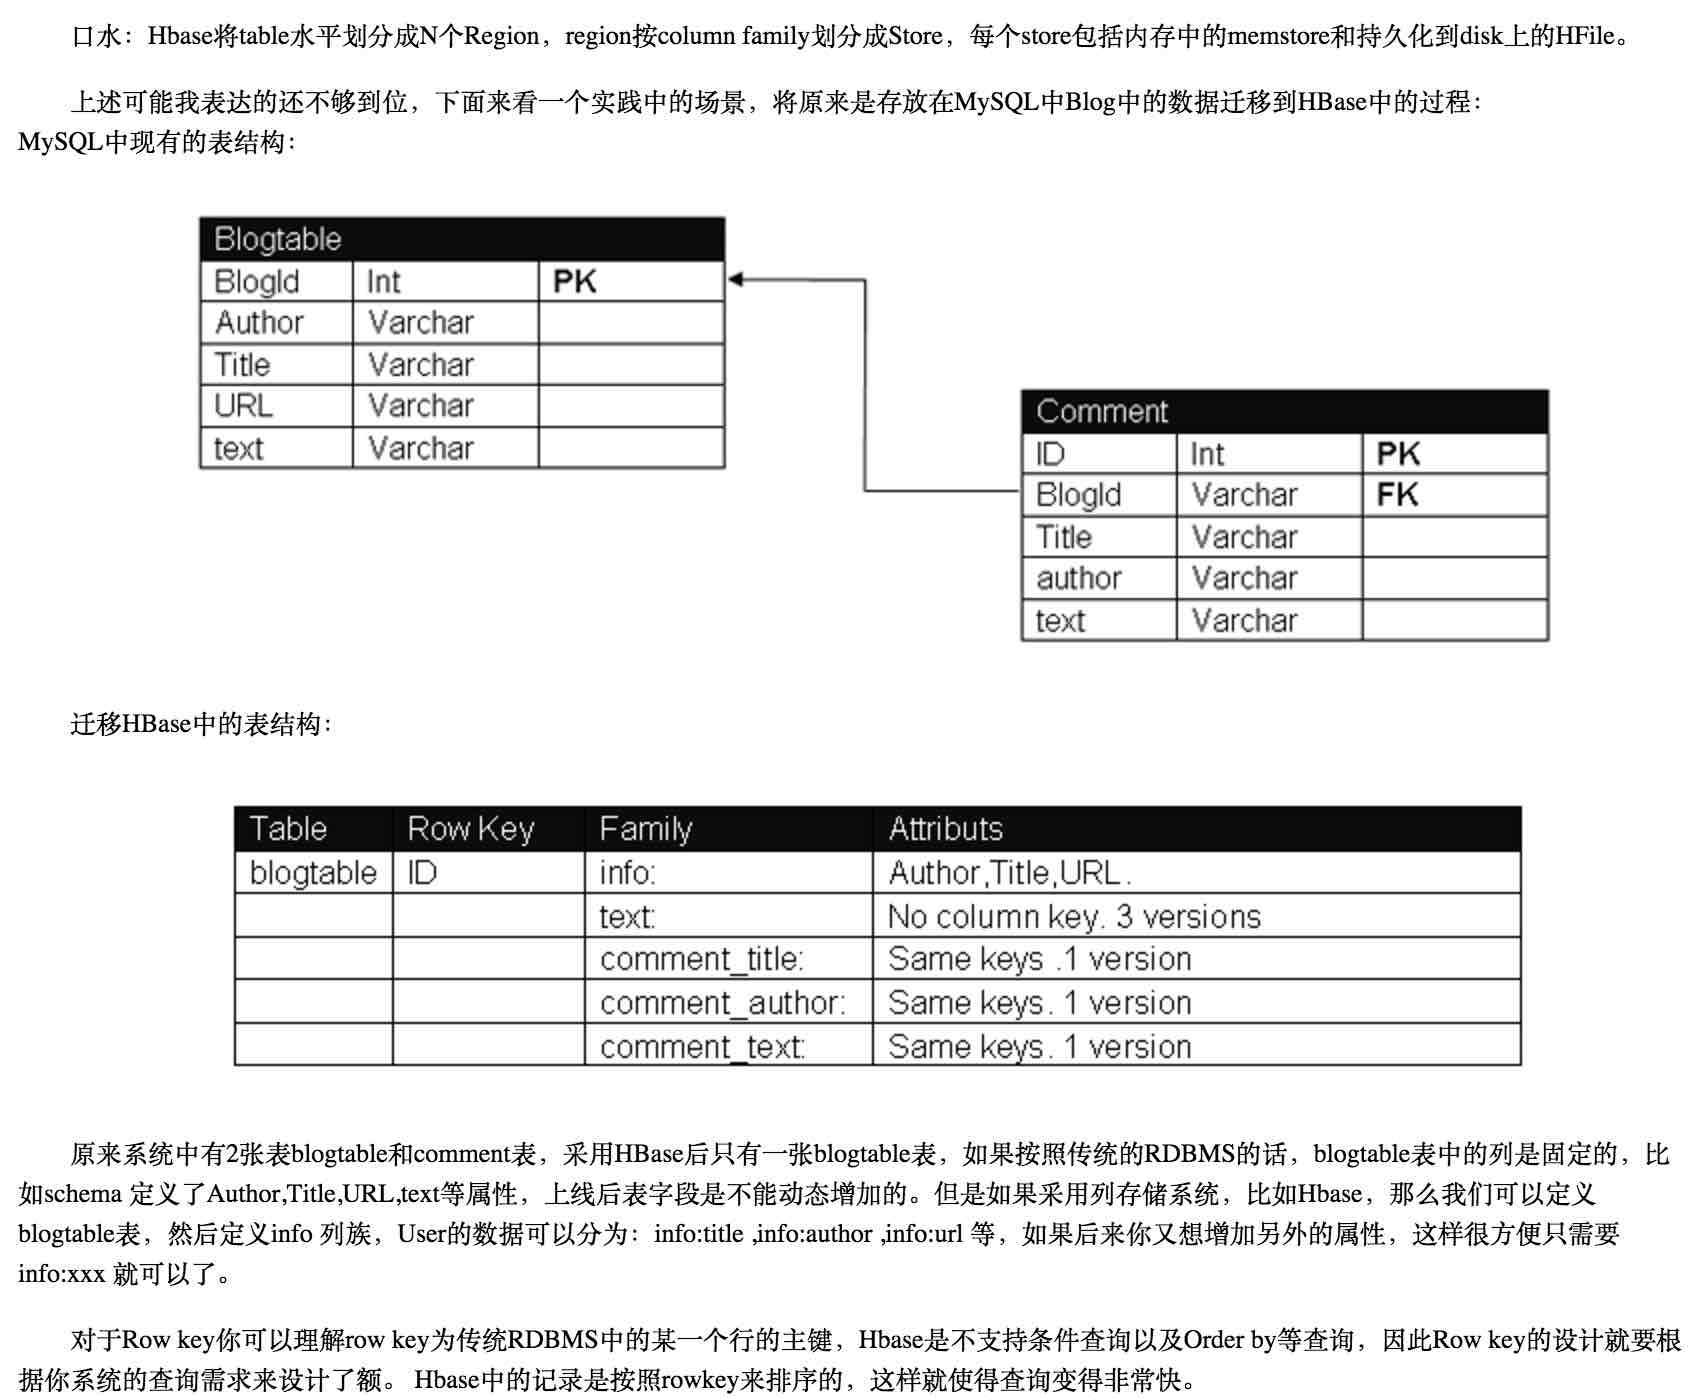 口水：Hbase将table水平划分成N个Region，region按column family划分成Store，每个store包括内存中的memstore和持久化到disk上的HFile。
上述可能我表达的还不够到位，下面来看一个实践中的场景，将原来是存放在MySQL中Blog中的数据迁移到HBase中的过程：
MySQL中现有的表结构：
Blogtable
BlogId Int PK
Author Varchar
Title Varchar
URL Varchar
text Varchar
Comment
ID Int PK
BlogId Varchar FK
Title Varchar
author Varchar
text Varchar
迁移HBase中的表结构：
Table Row Key Family Attributs
blogtable ID info: Author,Title,URL.
text: No column key. 3 versions
comment_title: Same keys .1 version
comment_author: Same keys. 1 version
comment_text: Same keys. 1 version
原来系统中有2张表blogtable和comment表，采用HBase后只有一张blogtable表，如果按照传统的RDBMS的话，blogtable表中的列是固定的，比
如schema 定义了Author,Title,URL,text等属性，上线后表字段是不能动态增加的。但是如果采用列存储系统，比如Hbase，那么我们可以定义
blogtable表，然后定义info 列族，User的数据可以分为：info:title ,info:author ,info:url 等，如果后来你又想增加另外的属性，这样很方便只需要
info:xxx 就可以了。
对于Row key你可以理解row key为传统RDBMS中的某一个行的主键，Hbase是不支持条件查询以及Order by等查询，因此Row key的设计就要根
据你系统的查询需求来设计了额。 Hbase中的记录是按照rowkey来排序的，这样就使得查询变得非常快。